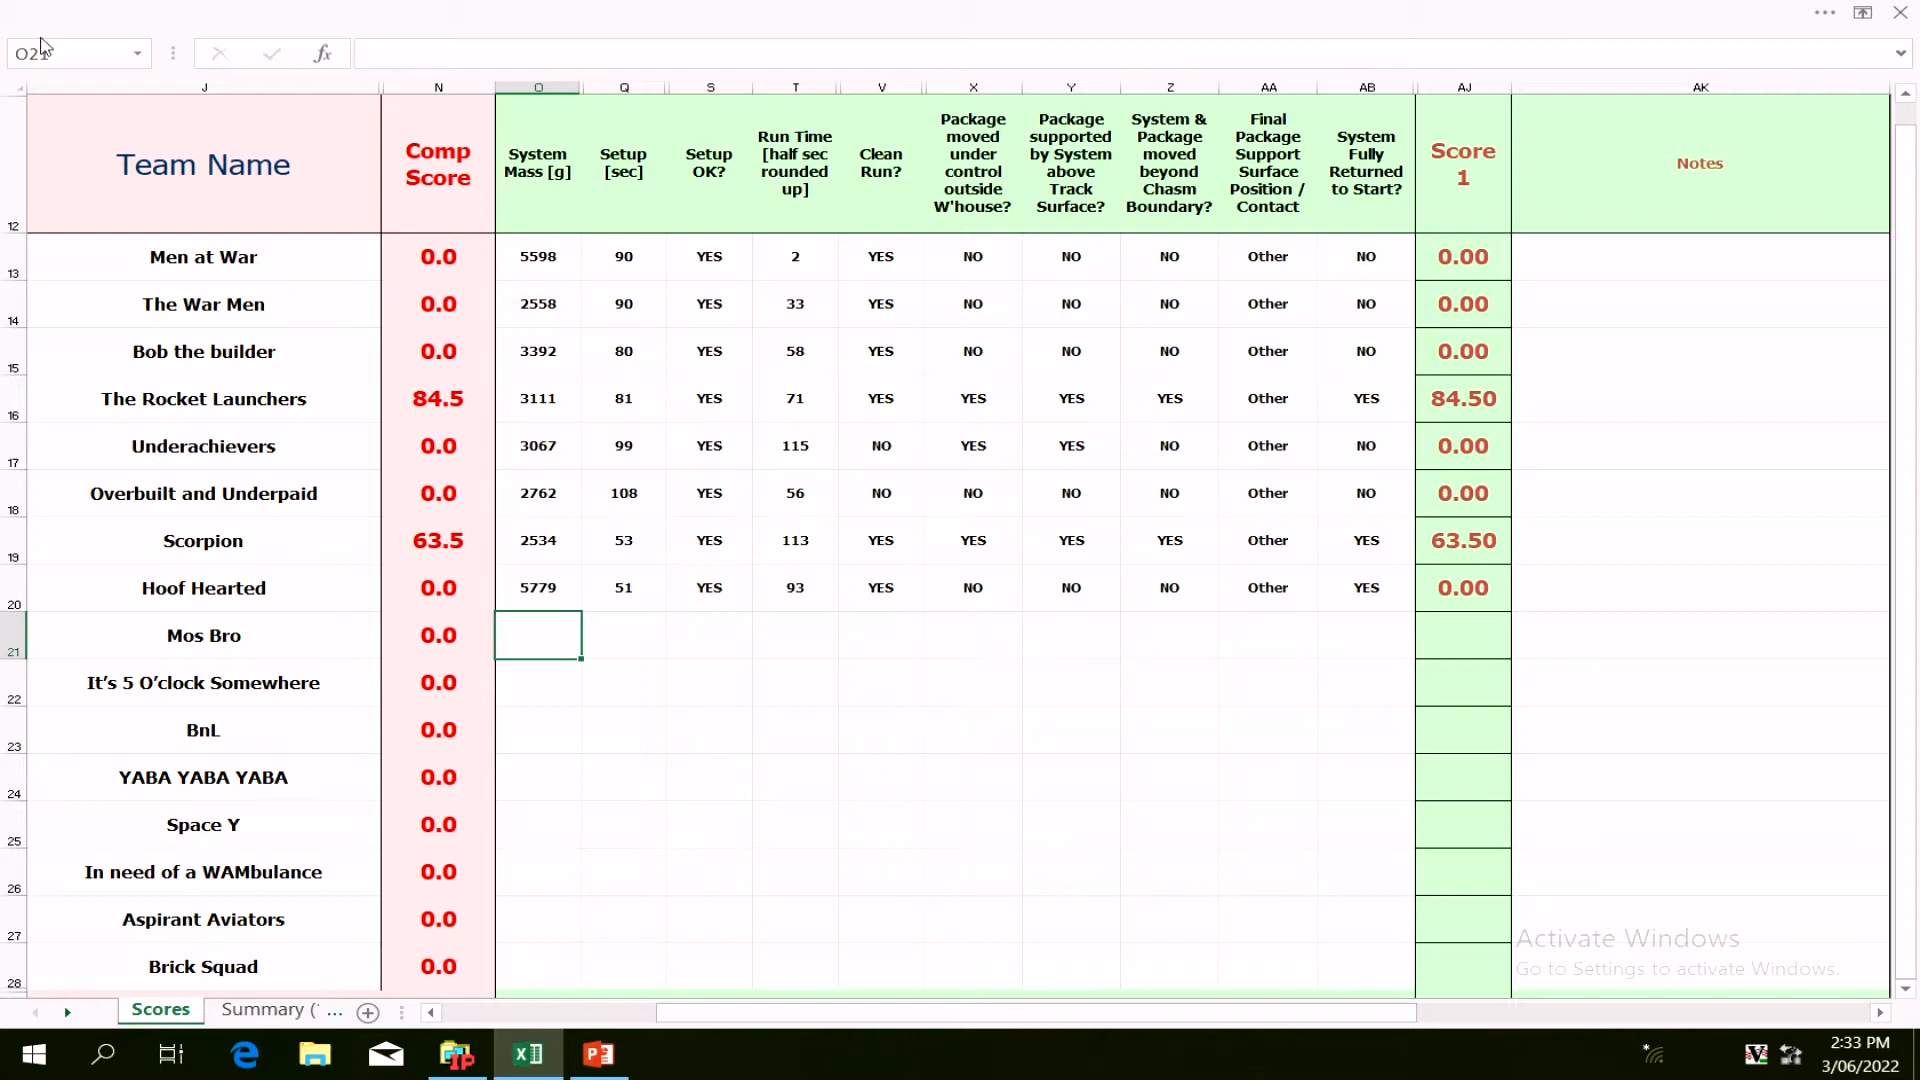 O21
fx
J N O Q S T V X Y Z AA AB AJ AK
12
Team Name
Comp
Score
System
Mass [g]
Setup
[sec]
Setup
OK?
Run Time
[half sec
rounded
up]
Clean
Run?
Package
moved
under
control
outside
W'house?
Package
supported
by System
above
Track
Surface?
System &
Package
moved
beyond
Chasm
Boundary?
Final
Package
Support
Surface
Position /
Contact
System
Fully
Returned
to Start?
Score
1
Notes
13 Men at War 0.0 5598 90 YES 2 YES NO NO NO Other NO 0.00
14 The War Men 0.0 2558 90 YES 33 YES NO NO NO Other NO 0.00
15 Bob the builder 0.0 3392 80 YES 58 YES NO NO NO Other NO 0.00
16 The Rocket Launchers 84.5 3111 81 YES 71 YES YES YES YES Other YES 84.50
17 Underachievers 0.0 3067 99 YES 115 NO YES YES NO Other NO 0.00
18 Overbuilt and Underpaid 0.0 2762 108 YES 56 NO NO NO NO Other NO 0.00
19 Scorpion 63.5 2534 53 YES 113 YES YES YES YES Other YES 63.50
20 Hoof Hearted 0.0 5779 51 YES 93 YES NO NO NO Other YES 0.00
21 Mos Bro 0.0
22 It’s 5 O’clock Somewhere 0.0
23 BnL 0.0
24 YABA YABA YABA 0.0
25 Space Y 0.0
26 In need of a WAMbulance 0.0
27 Aspirant Aviators 0.0
28 Brick Squad 0.0
Activate Windows
Go to Settings to activate Windows.
Scores Summary (' ...
2:33 PM
3/06/2022